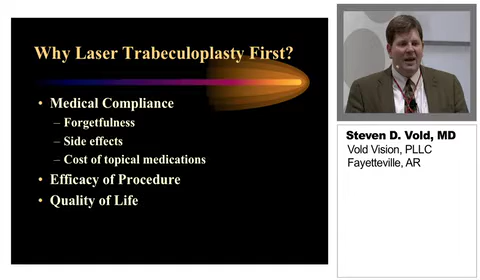 Why Laser Trabeculoplasty First?
• Medical Compliance
– Forgetfulness
– Side effects
– Cost of topical medications
• Efficacy of Procedure
• Quality of Life
Steven D. Vold, MD
Vold Vision, PLLC
Fayetteville, AR